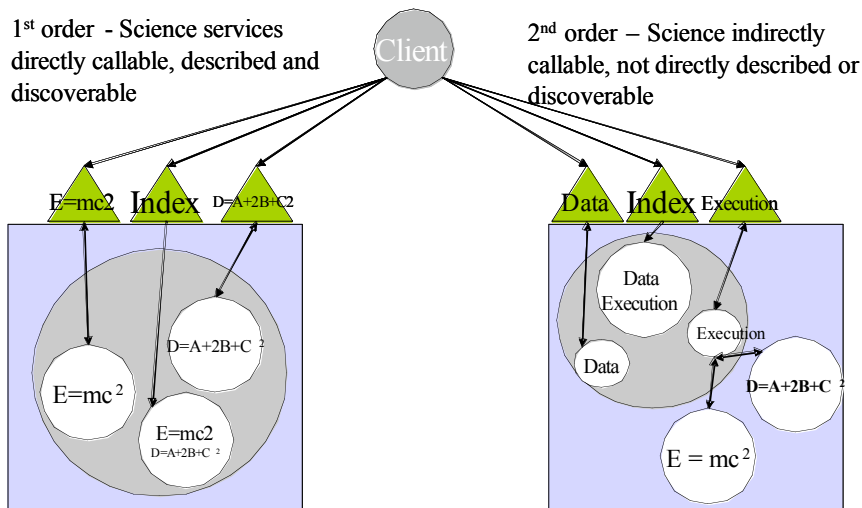 1st order - Science services
directly callable, described and
discoverable
Client
2nd order – Science indirectly
callable, not directly described or
discoverable
E=mc2
Index
D=A+2B+C2
Data
Index
Execution
D=A+2B+C 2
E=mc 2
E=mc2
D=A+2B+C 2
Data
Execution
Execution
Data
D=A+2B+C 2
E = mc 2